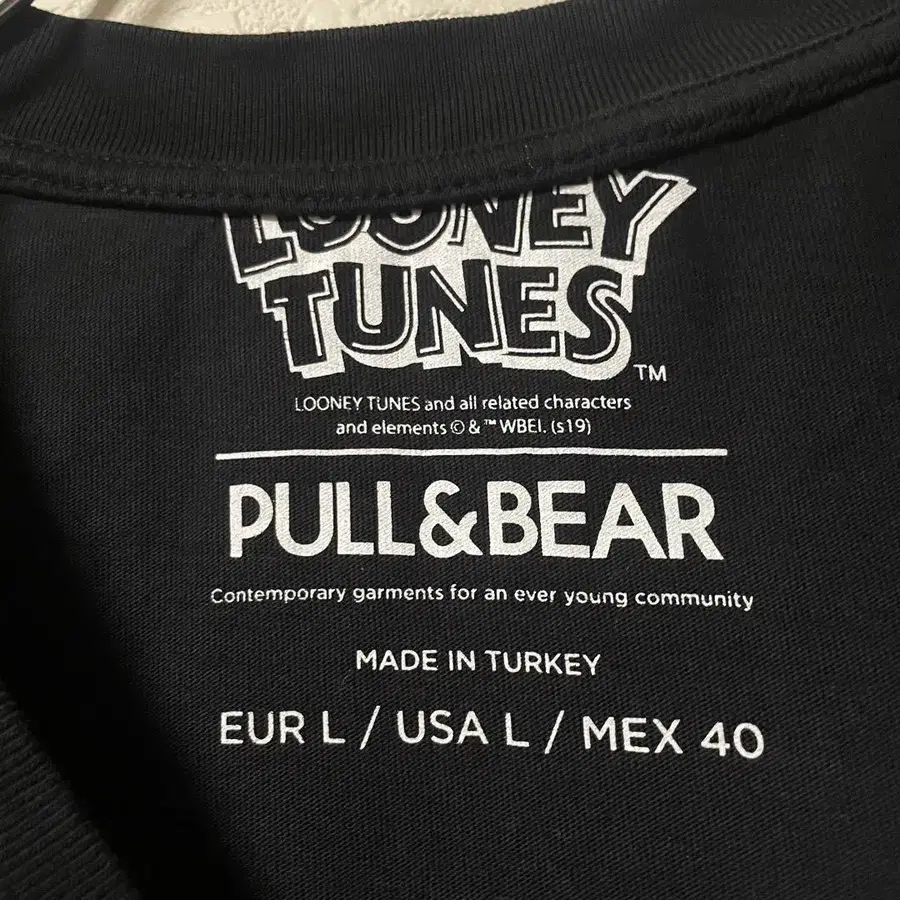 LOONEY
TUNES
TM
LOONEY TUNES and all related characters
and elements © & ™ WBEI. (s19)
PULL&BEAR
Contemporary garments for an ever young community
MADE IN TURKEY
EUR L / USA L / MEX 40